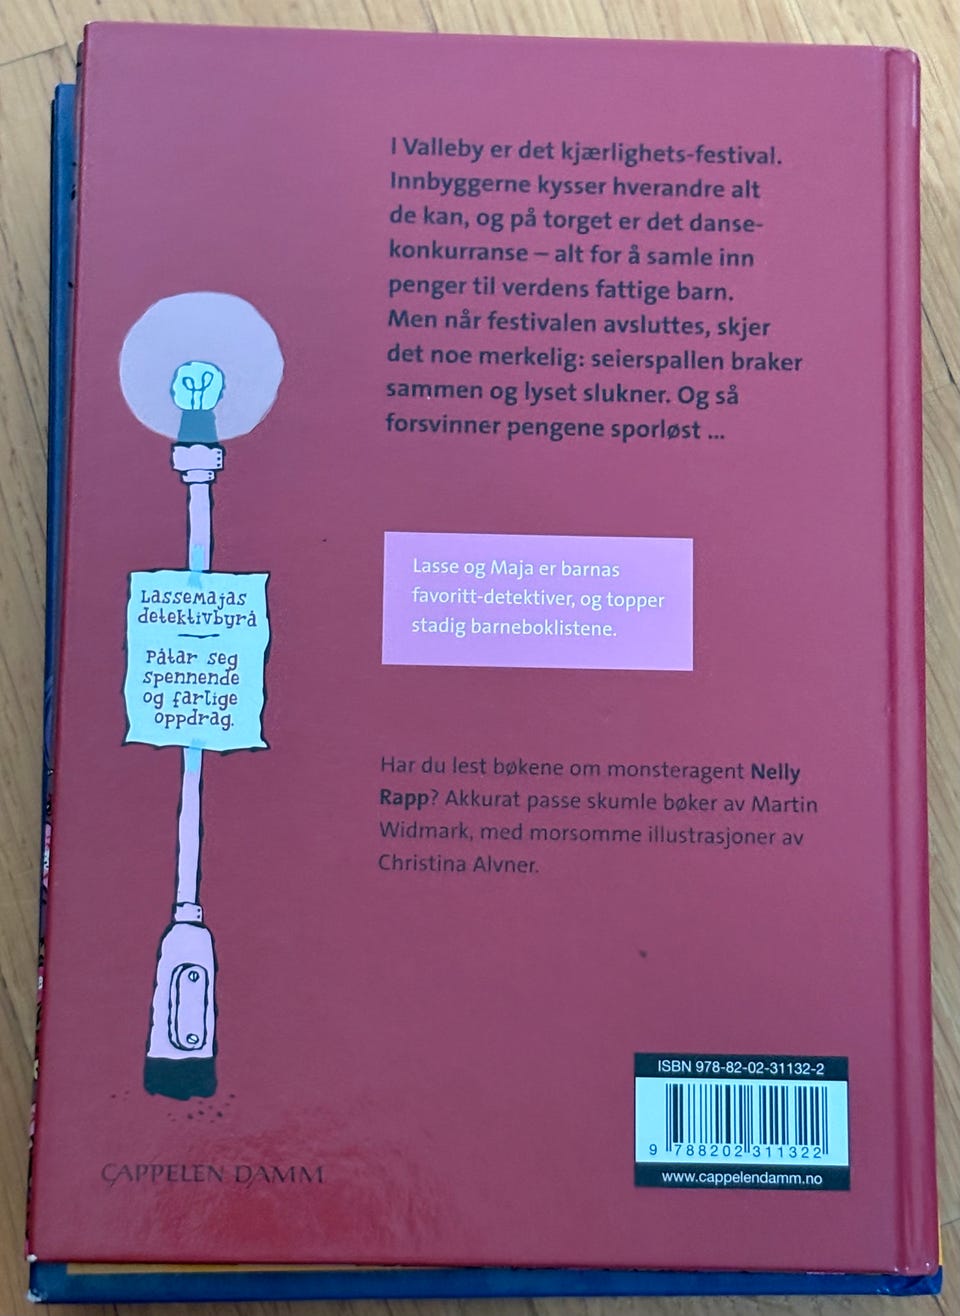 I Valleby er det kjærlighets-festival.
Innbyggerne kysser hverandre alt
de kan, og på torget er det danse-
konkurranse – alt for å samle inn
penger til verdens fattige barn.
Men når festivalen avsluttes, skjer
det noe merkelig: seierspallen braker
sammen og lyset slukner. Og så
forsvinner pengene sporløst ...
Lasse og Maja er barnas
favoritt-detektiver, og topper
stadig barneboklistene.
LasseMajas
detektivbyrå
Påtar seg
spennende
og farlige
oppdrag.
Har du lest bøkene om monsteragent Nelly
Rapp? Akkurat passe skumle bøker av Martin
Widmark, med morsomme illustrasjoner av
Christina Alvner.
ISBN 978-82-02-31132-2
9 788202 311322
www.cappelendamm.no
CAPPELEN DAMM